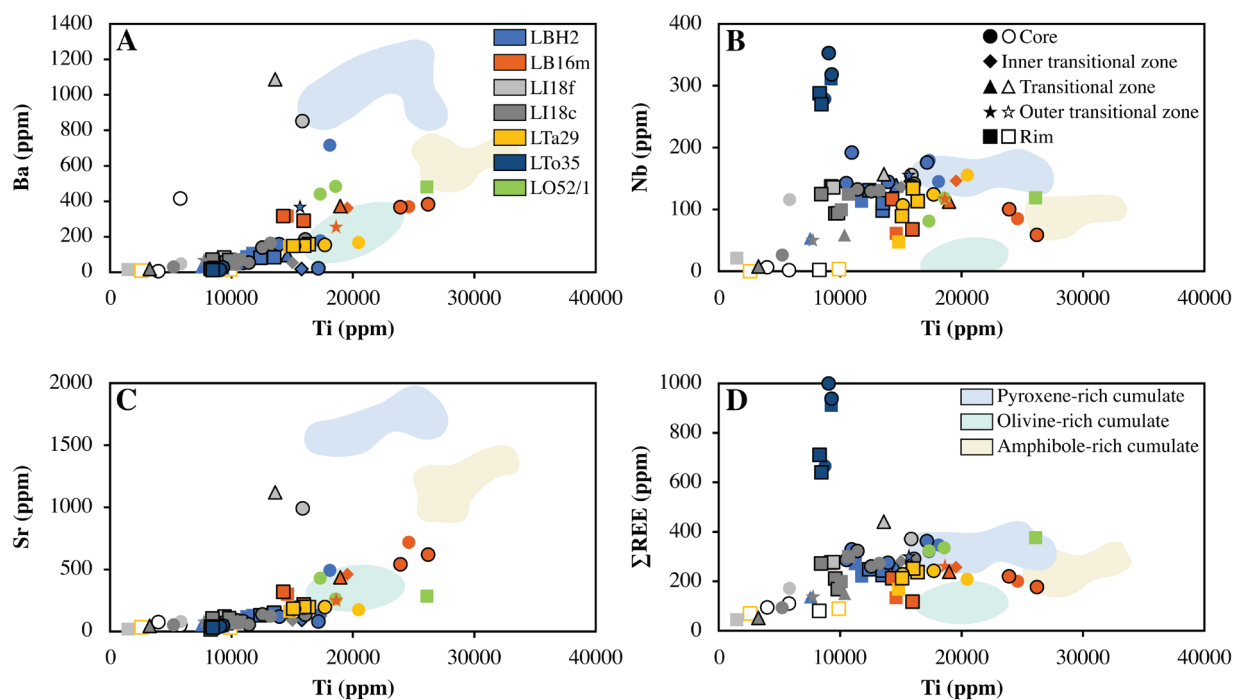 A
1400
1200
1000
800
600
400
200
0
Ba (ppm)
0 10000 20000 30000 40000
Ti (ppm)
LBH2
LB16m
LI18f
LI18c
LTa29
LTo35
LO52/1
B
400
300
200
100
0
Nb (ppm)
0 10000 20000 30000 40000
Ti (ppm)
Core
Inner transitional zone
Transitional zone
Outer transitional zone
Rim
C
2000
1500
1000
500
0
Sr (ppm)
0 10000 20000 30000 40000
Ti (ppm)
D
1000
800
600
400
200
0
∑REE (ppm)
0 10000 20000 30000 40000
Ti (ppm)
Pyroxene-rich cumulate
Olivine-rich cumulate
Amphibole-rich cumulate